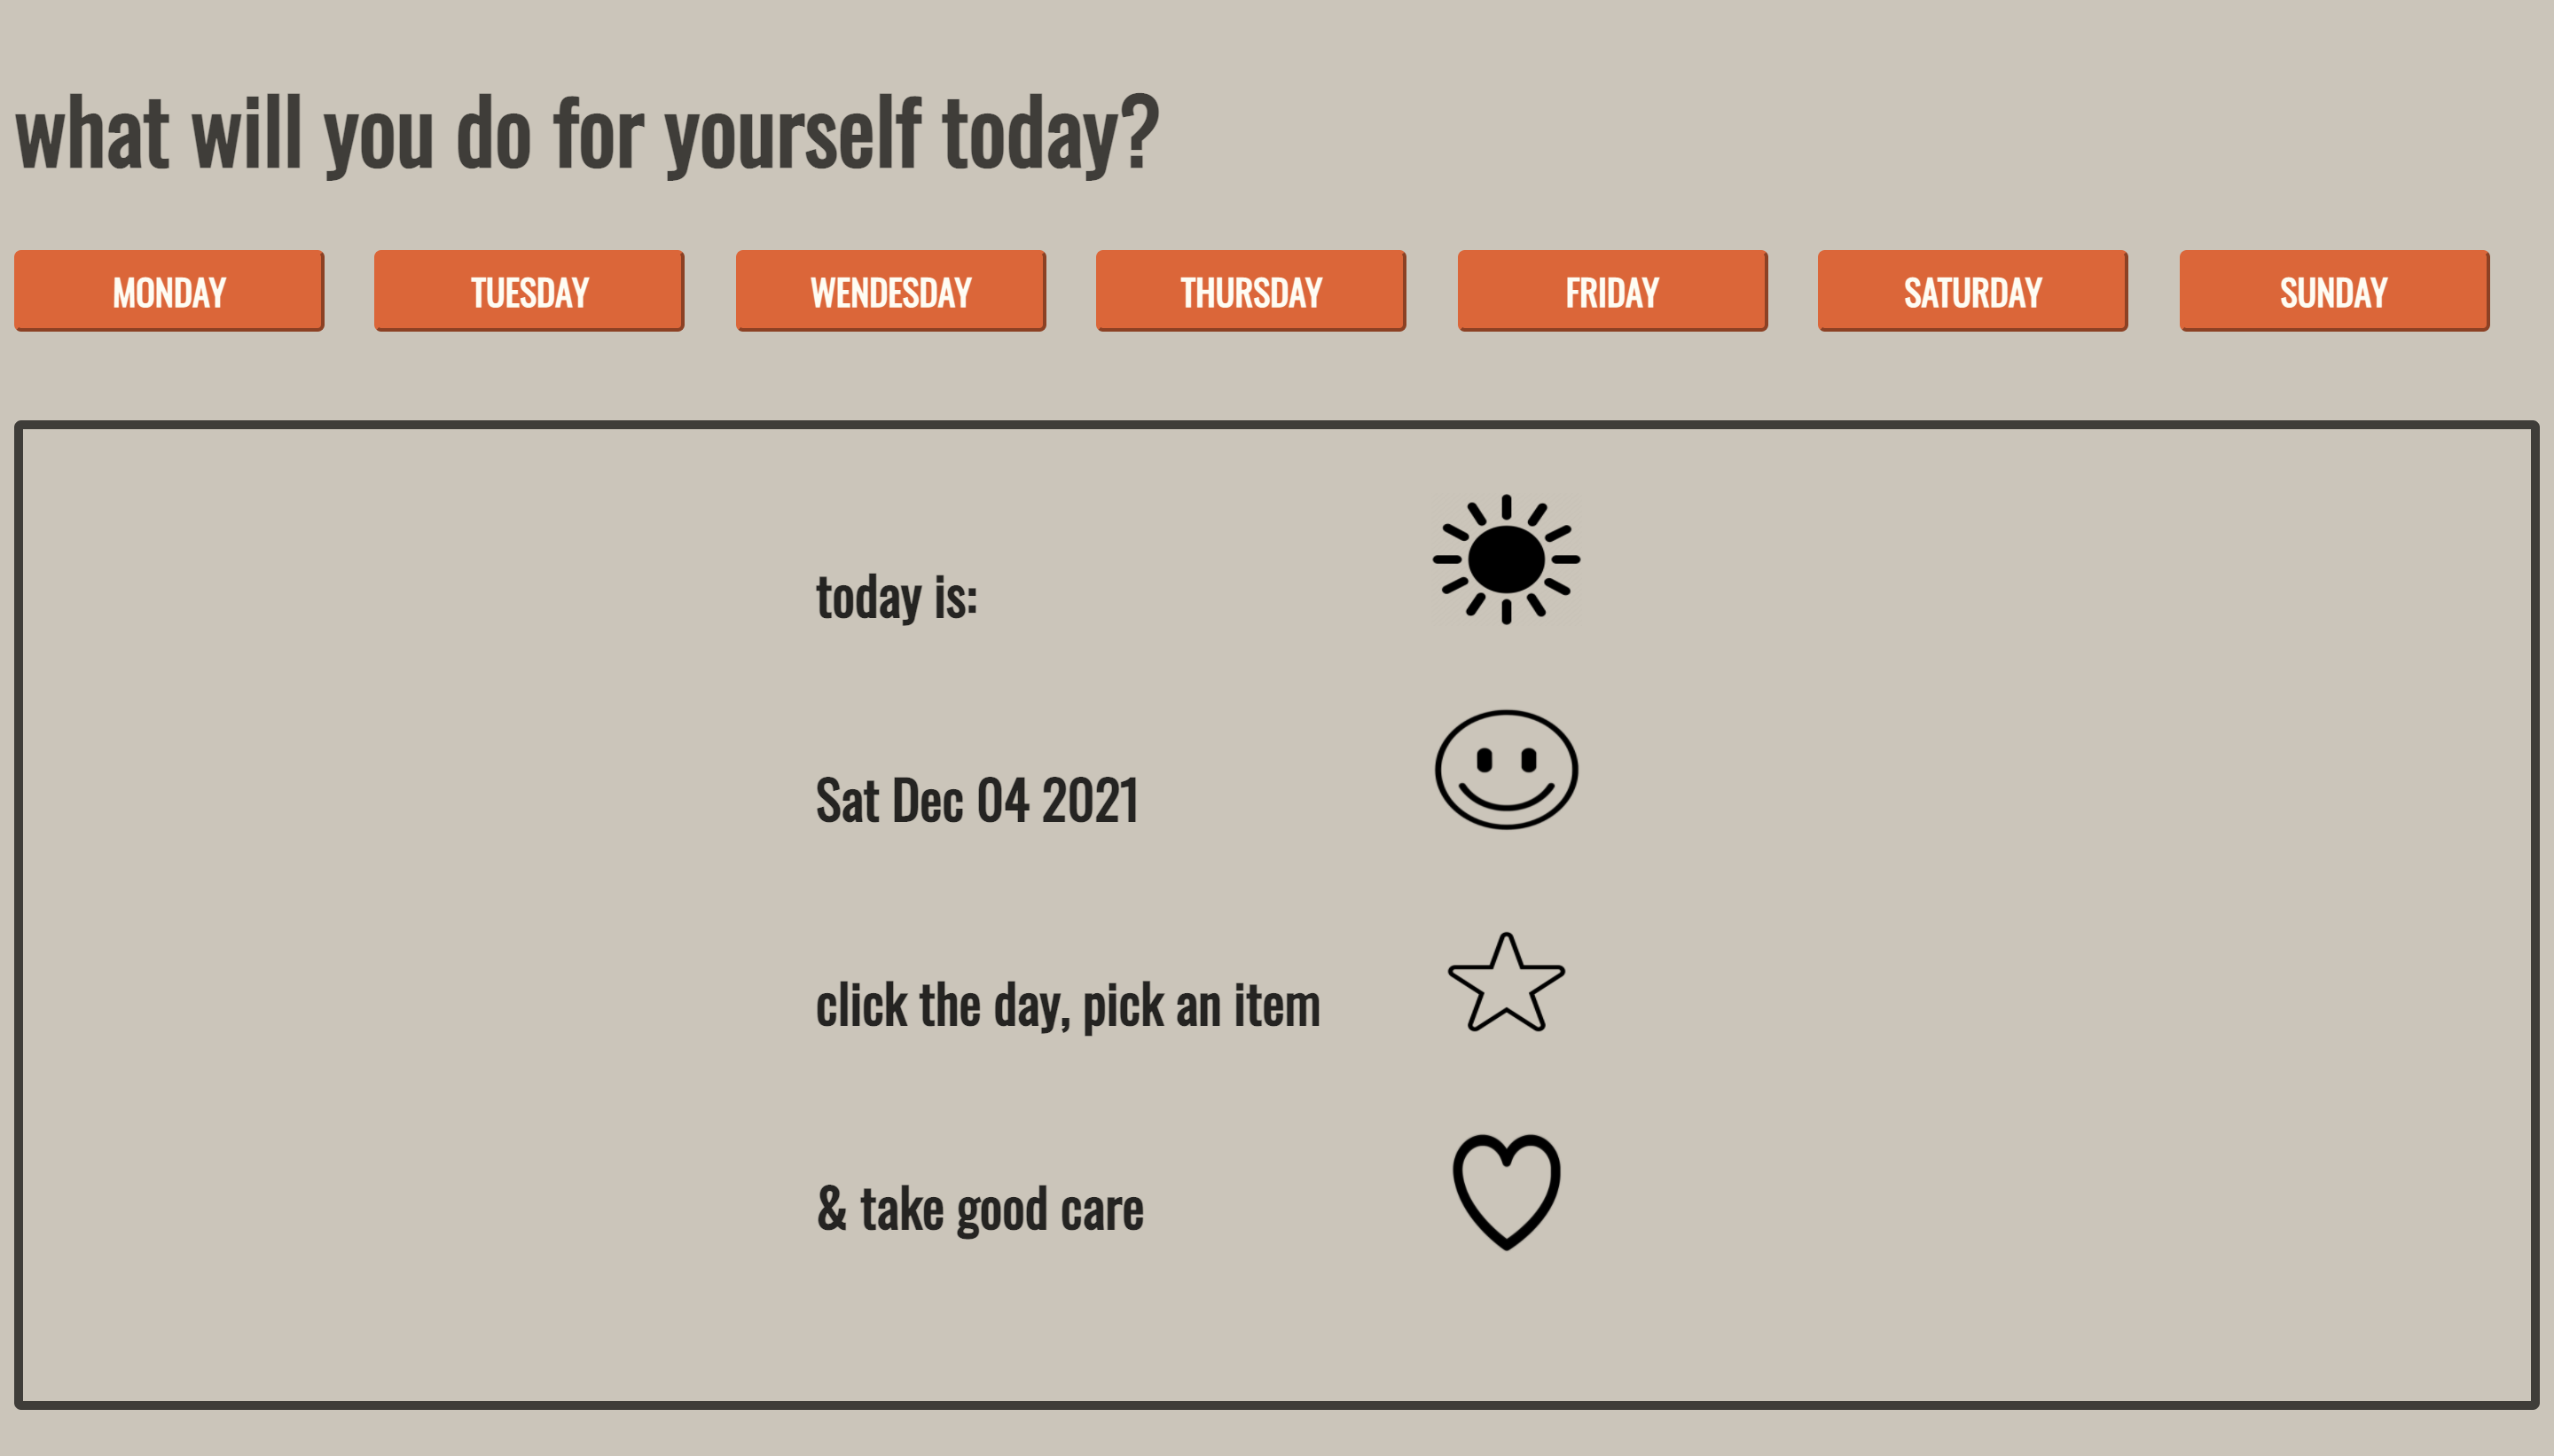 what will you do for yourself today?
MONDAY TUESDAY WENDESDAY THURSDAY FRIDAY SATURDAY SUNDAY
today is:
Sat Dec 04 2021
click the day, pick an item
& take good care